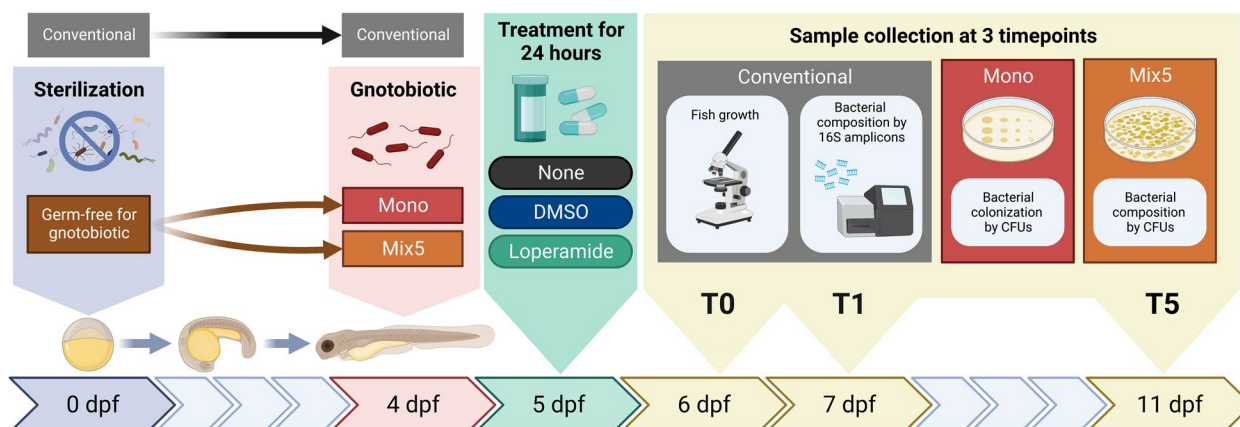 Conventional
Conventional
Sterilization
Germ-free for
gnotobiotic
Gnotobiotic
Mono
Mix5
Treatment for
24 hours
None
DMSO
Loperamide
Sample collection at 3 timepoints
Conventional
Fish growth
Bacterial
composition by
16S amplicons
Mono
Bacterial
colonization
by CFUs
Mix5
Bacterial
composition
by CFUs
T0
T1
T5
0 dpf
4 dpf
5 dpf
6 dpf
7 dpf
11 dpf